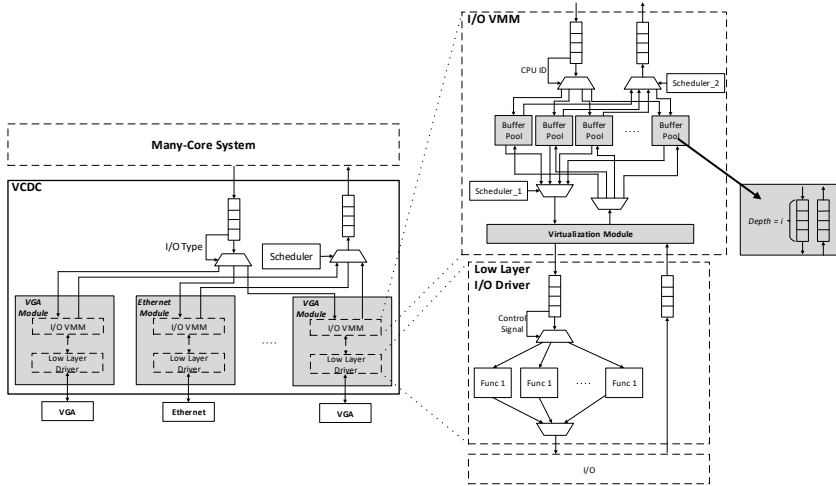 Many-Core System
VCDC
I/O Type
Scheduler
VGA
Module
I/O VMM
Low Layer
Driver
Ethernet
Module
I/O VMM
Low Layer
Driver
....
VGA
Module
I/O VMM
Low Layer
Driver
VGA
Ethernet
VGA
I/O VMM
CPU ID
Scheduler_2
Buffer
Pool
Buffer
Pool
Buffer
Pool
....
Buffer
Pool
Scheduler_1
Virtualization Module
Depth = i
Low Layer
I/O Driver
Control
Signal
Func 1
Func 1
....
Func 1
I/O